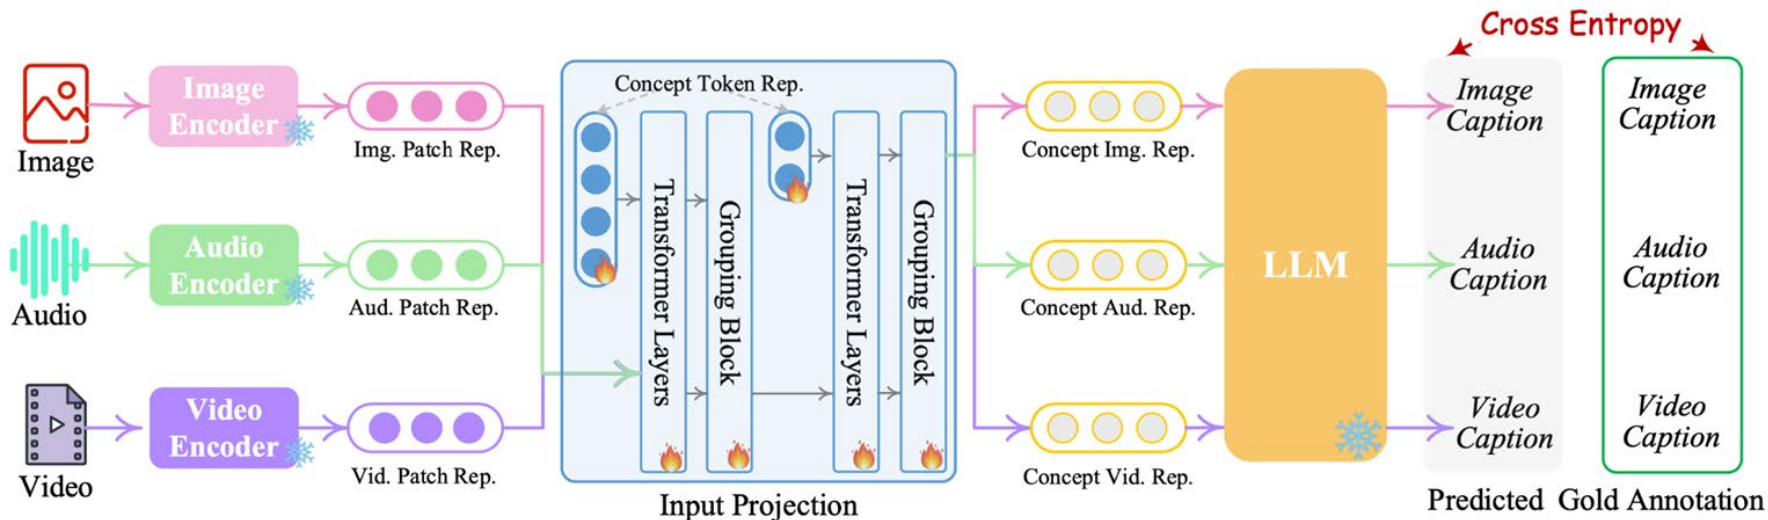 Cross Entropy
Image
Image
Encoder
Img. Patch Rep.
Audio
Audio
Encoder
Aud. Patch Rep.
Video
Video
Encoder
Vid. Patch Rep.
Concept Token Rep.
Transformer Layers
Grouping Block
Transformer Layers
Grouping Block
Input Projection
Concept Img. Rep.
Concept Aud. Rep.
Concept Vid. Rep.
LLM
Image
Caption
Audio
Caption
Video
Caption
Predicted
Image
Caption
Audio
Caption
Video
Caption
Gold Annotation